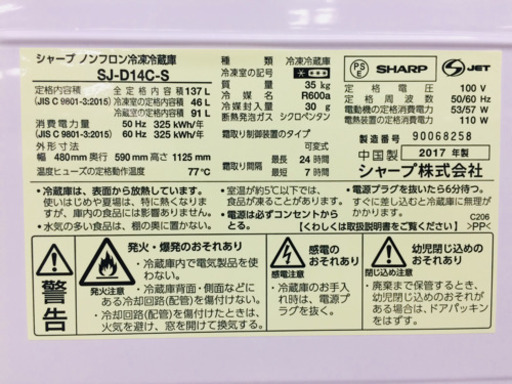 シャープ ノンフロン冷凍冷蔵庫
SJ-D14C-S
定格内容積 全定格内容積 137 L
(JIS C 9801-3:2015) 冷凍室の定格内容積 46 L
冷蔵室の定格内容積 91 L
消費電力量 50 Hz 325 kWh/年
(JIS C 9801-3:2015) 60 Hz 325 kWh/年
外形寸法
幅 480mm 奥行 590mm 高さ 1125 mm
温度ヒューズの定格動作温度 77℃
種類 冷凍冷蔵庫
冷凍室の記号
質量 35 kg
冷媒 R600a
冷媒封入量 30 g
断熱発泡ガス シクロペンタン
霜取り制御装置のタイプ
可変形
霜取り間隔 最長 24 時間
最短 7 時間
PSE SHARP S JET
定格電圧 100 V
定格周波数 50/60 Hz
電動機の定格消費電力 53/57 W
電熱装置の定格消費電力 110 W
製造番号 90068258
中国製 2017 年製
シャープ株式会社
• 冷蔵庫は、表面から放熱しています。
使いはじめや夏場は、特に熱く感じますが、庫内の食品には影響ありません。
• 水気の多い食品は、棚の奥に置かない。
• 室温が約5℃以下では、食品が凍ることがあります。
• 電源は必ずコンセントから、とる。
• 電源プラグを抜いたら6分待つ。
すぐに差し込むと冷蔵庫に無理がかかります。
C206
【くわしくは取扱説明書をご覧ください】 >PP<
警告
発火注意
発火・爆発のおそれあり
• 冷蔵庫内で電気製品を使わない。
• 冷蔵庫背面・側面などにある冷却回路(配管)を傷付けない。
• 冷却回路(配管)を傷付けたときは、火気を避け、窓を開けて換気する。
感電注意
感電のおそれあり
• 冷蔵庫のお手入れ時は、電源プラグを抜く。
閉じ込め注意
幼児閉じ込めのおそれあり
• 廃棄まで保管する時、幼児閉じ込めのおそれがある場合は、ドアパッキンをはずす。